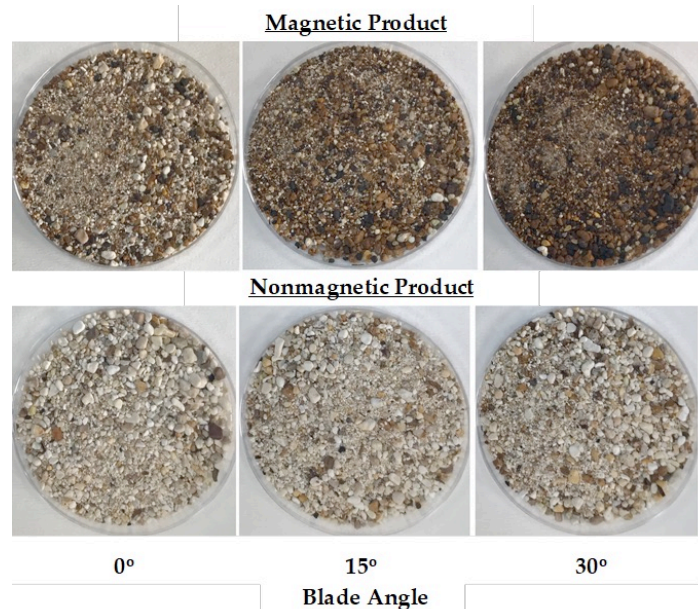 Magnetic Product
Nonmagnetic Product
0º
15º
30º
Blade Angle